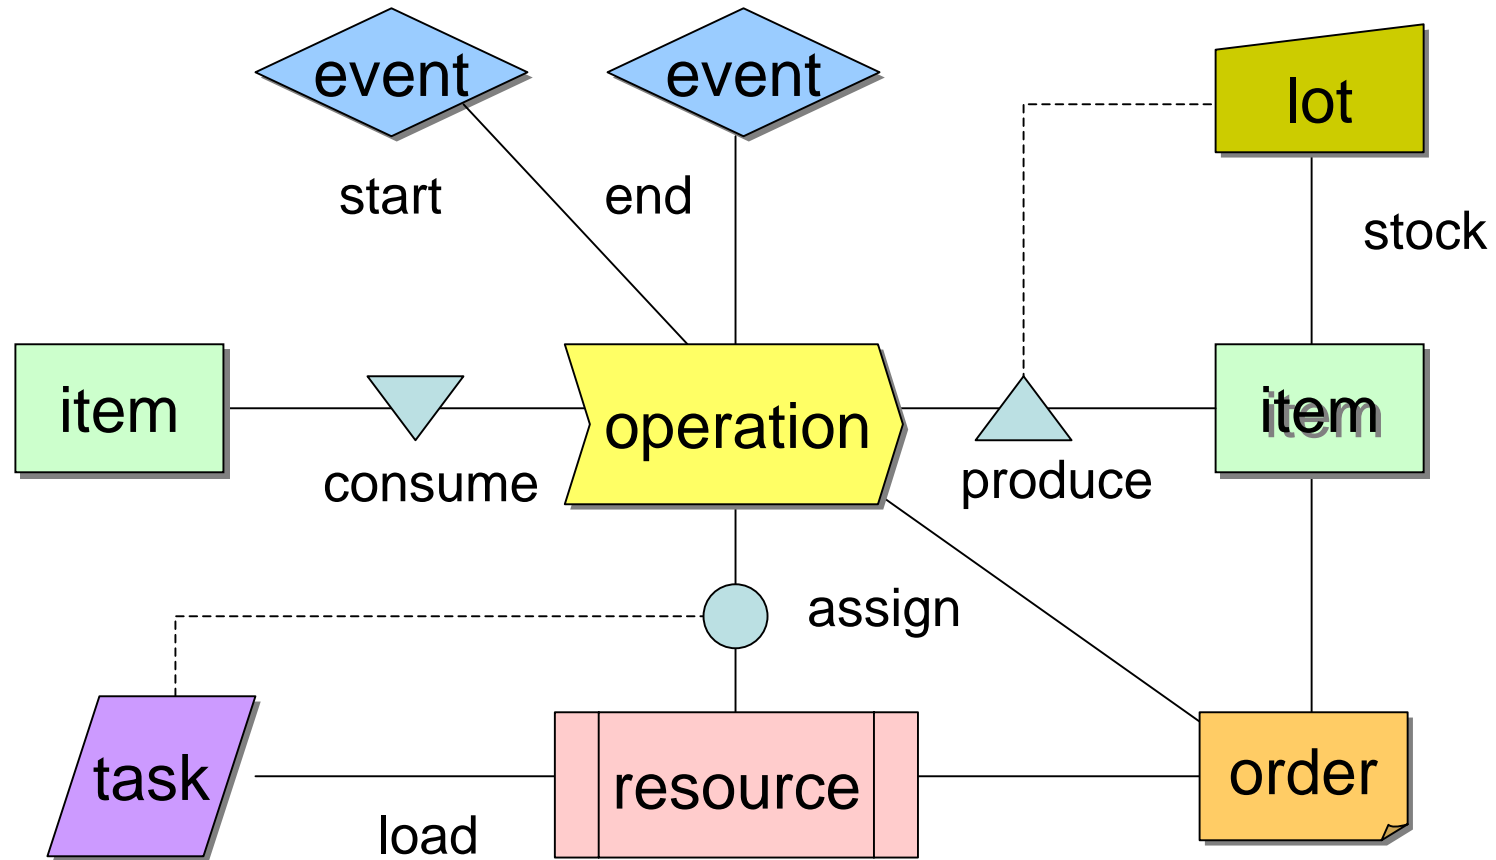 event
event
lot
start
end
stock
item
operation
item
consume
produce
assign
task
resource
order
load